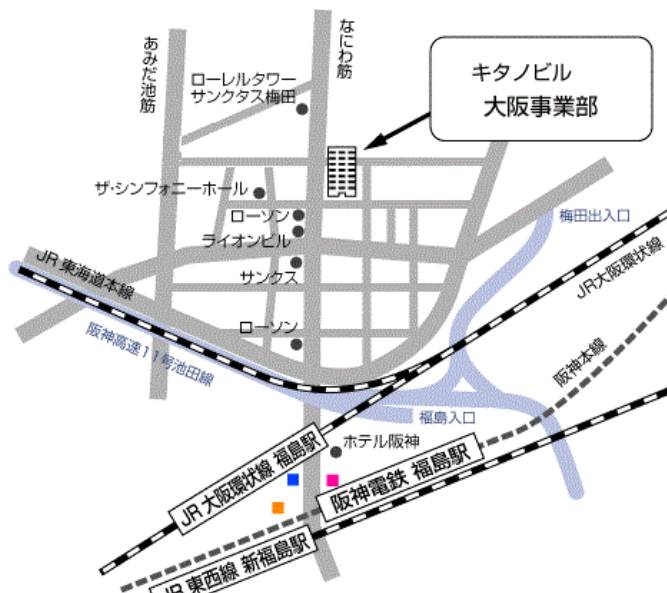 あみだ池筋
なにわ筋
キタノビル
大阪事業部
ローレルタワー
サンクタス梅田
ザ・シンフォニーホール
ローソン
ライオンビル
サンクス
ローソン
梅田出入口
JR大阪環状線
JR東海道本線
阪神高速11号池田線
阪神本線
福島入口
ホテル阪神
JR大阪環状線 福島駅
阪神電鉄 福島駅
JR東西線 新福島駅